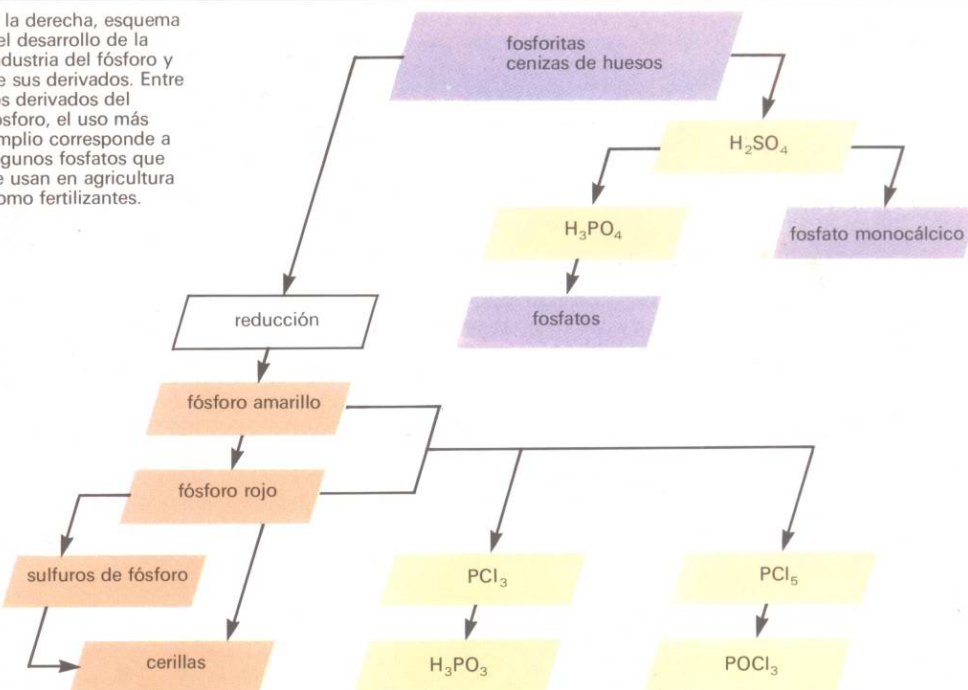 la derecha, esquema
el desarrollo de la
dustria del fósforo y
e sus derivados. Entre
os derivados del
sforo, el uso más
mplio corresponde a
gunos fosfatos que
e usan en agricultura
omo fertilizantes.
fosforitas
cenizas de huesos
H₂SO₄
H₃PO₄
fosfato monocálcico
fosfatos
reducción
fósforo amarillo
fósforo rojo
sulfuros de fósforo
PCl₃
PCl₅
cerillas
H₃PO₃
POCl₃